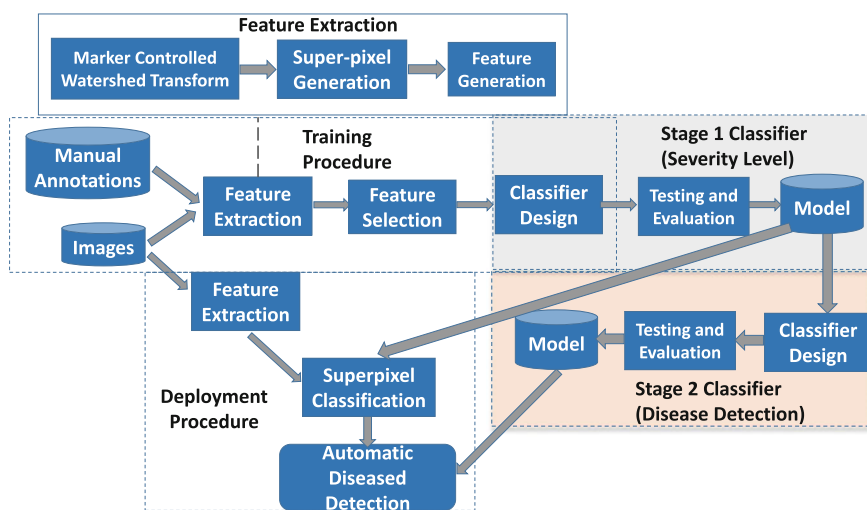 Feature Extraction
Marker Controlled
Watershed Transform
Super-pixel
Generation
Feature
Generation
Training
Procedure
Manual
Annotations
Images
Feature
Extraction
Feature
Selection
Classifier
Design
Stage 1 Classifier
(Severity Level)
Testing and
Evaluation
Model
Feature
Extraction
Deployment
Procedure
Superpixel
Classification
Automatic
Diseased
Detection
Model
Testing and
Evaluation
Classifier
Design
Stage 2 Classifier
(Disease Detection)